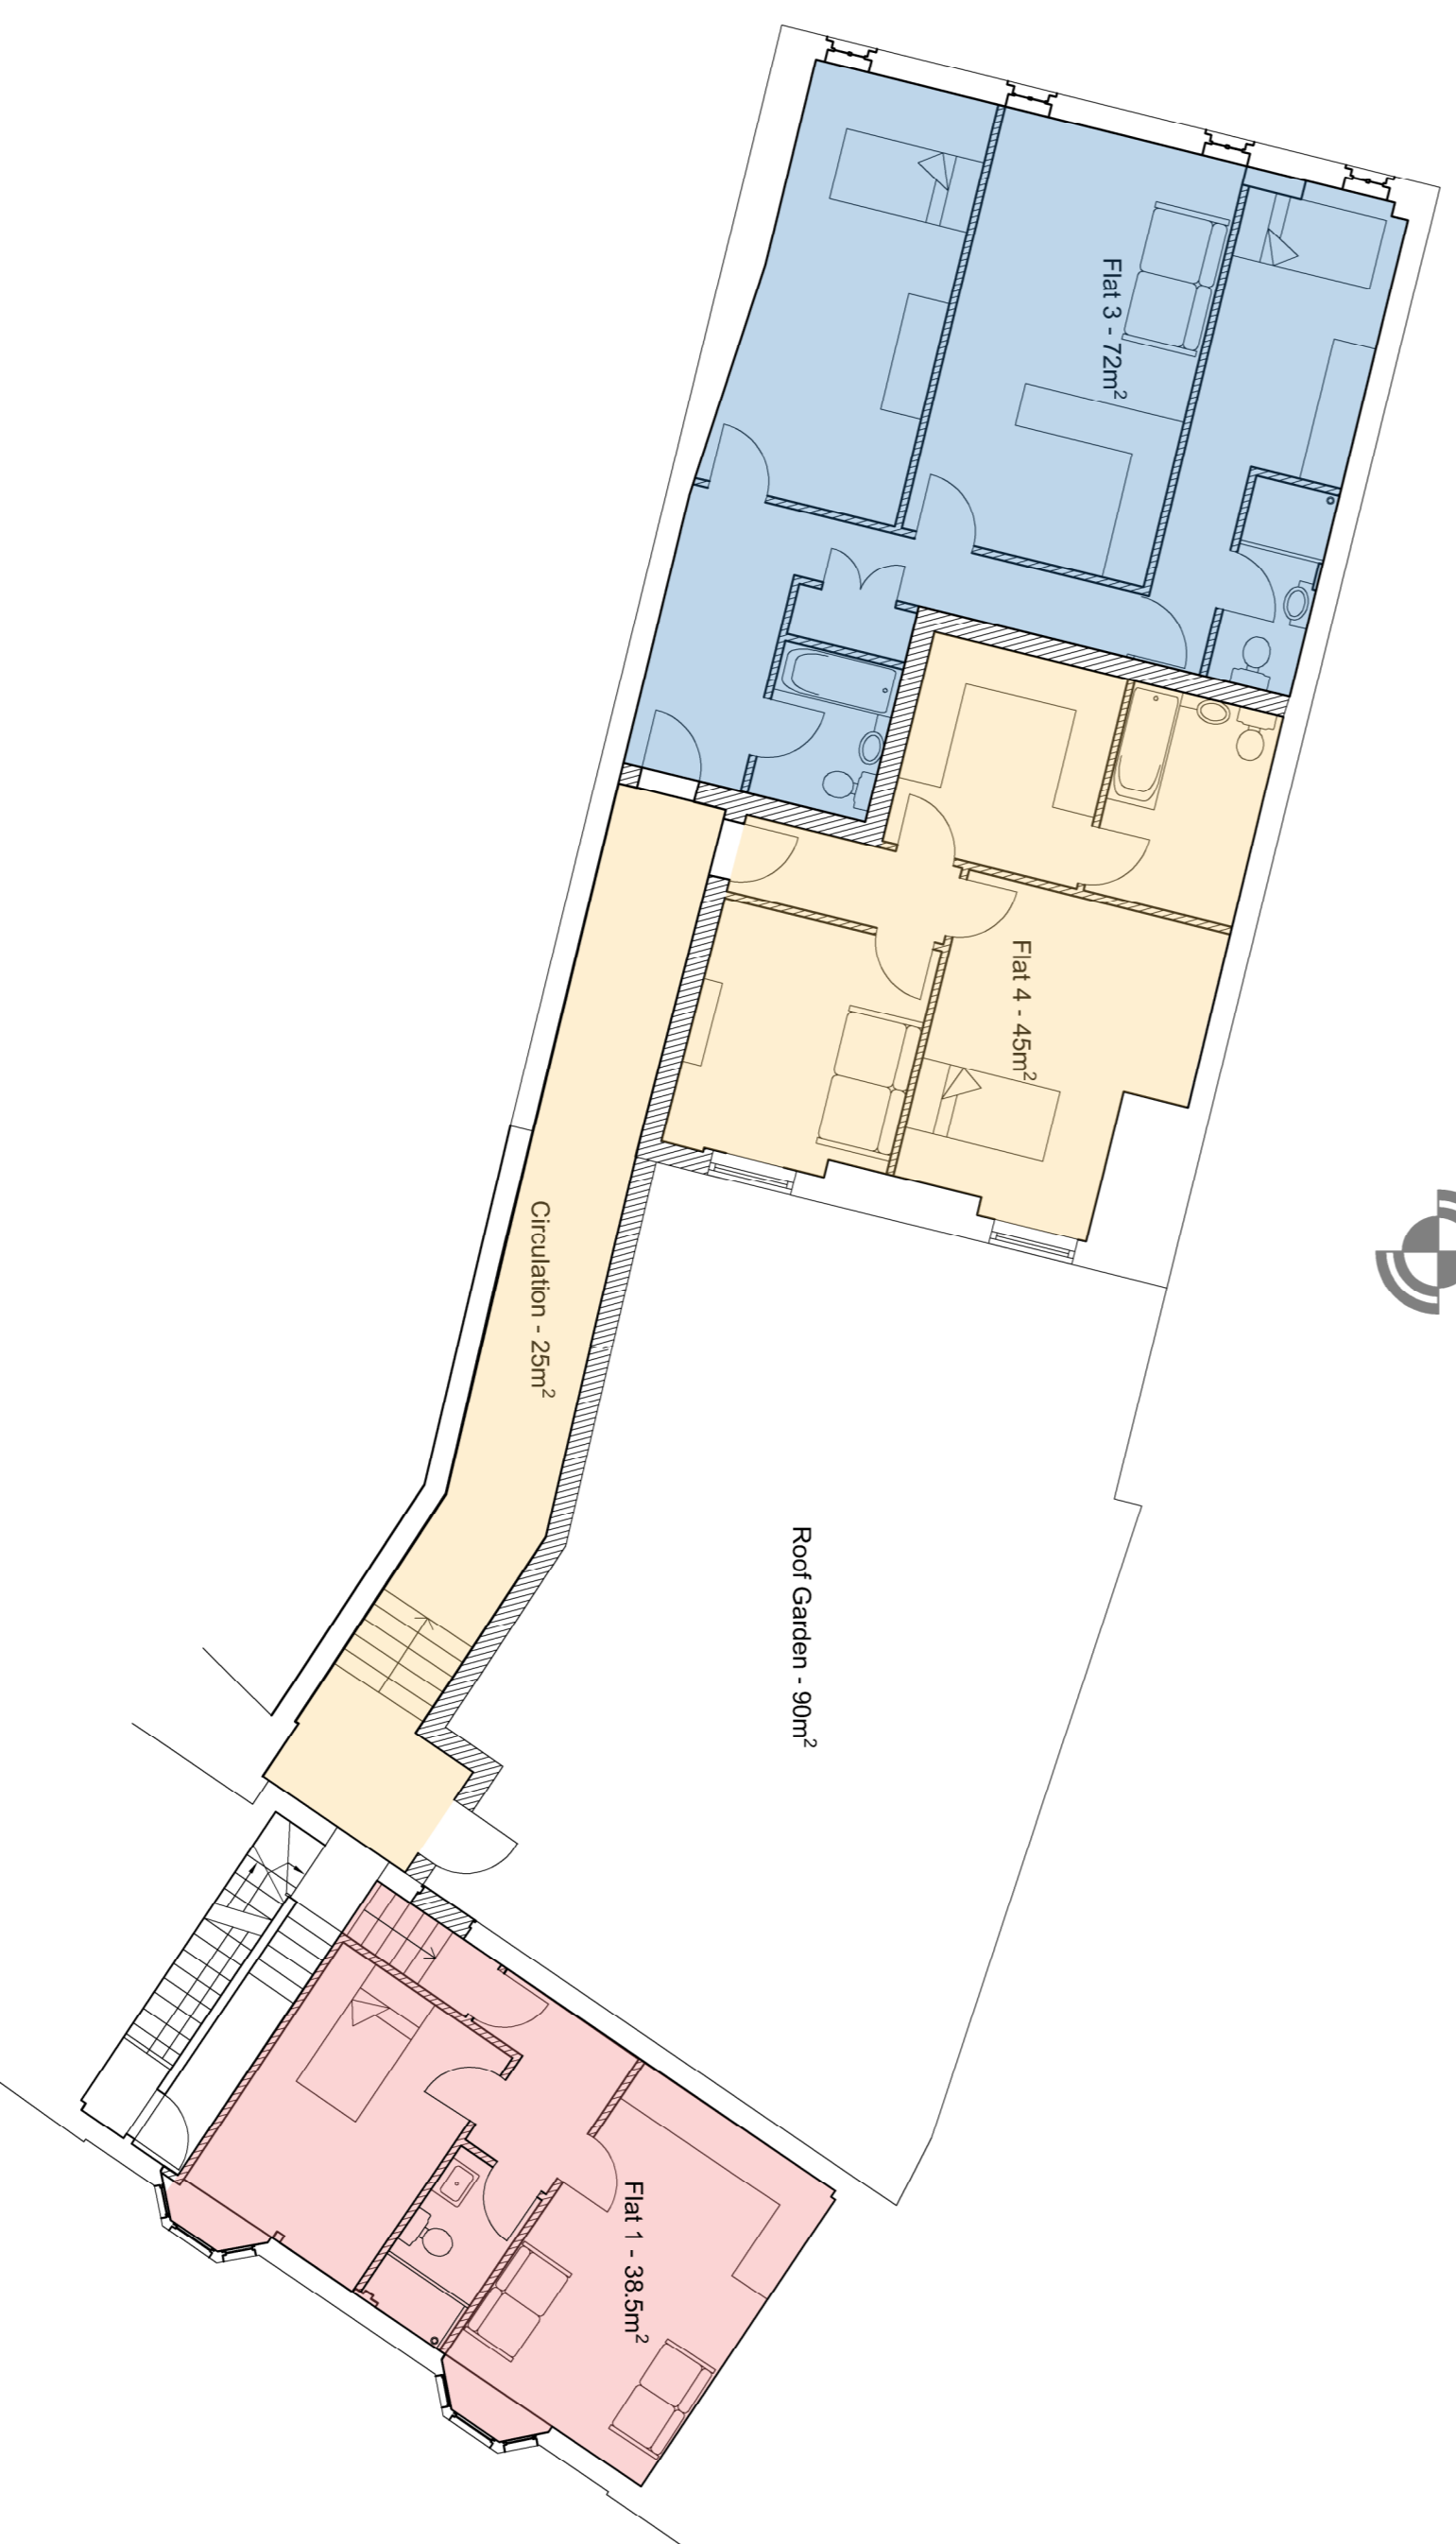 Flat 3 - 72m²
Flat 4 - 45m²
Circulation - 25m²
Roof Garden - 90m²
Flat 1 - 38.5m²